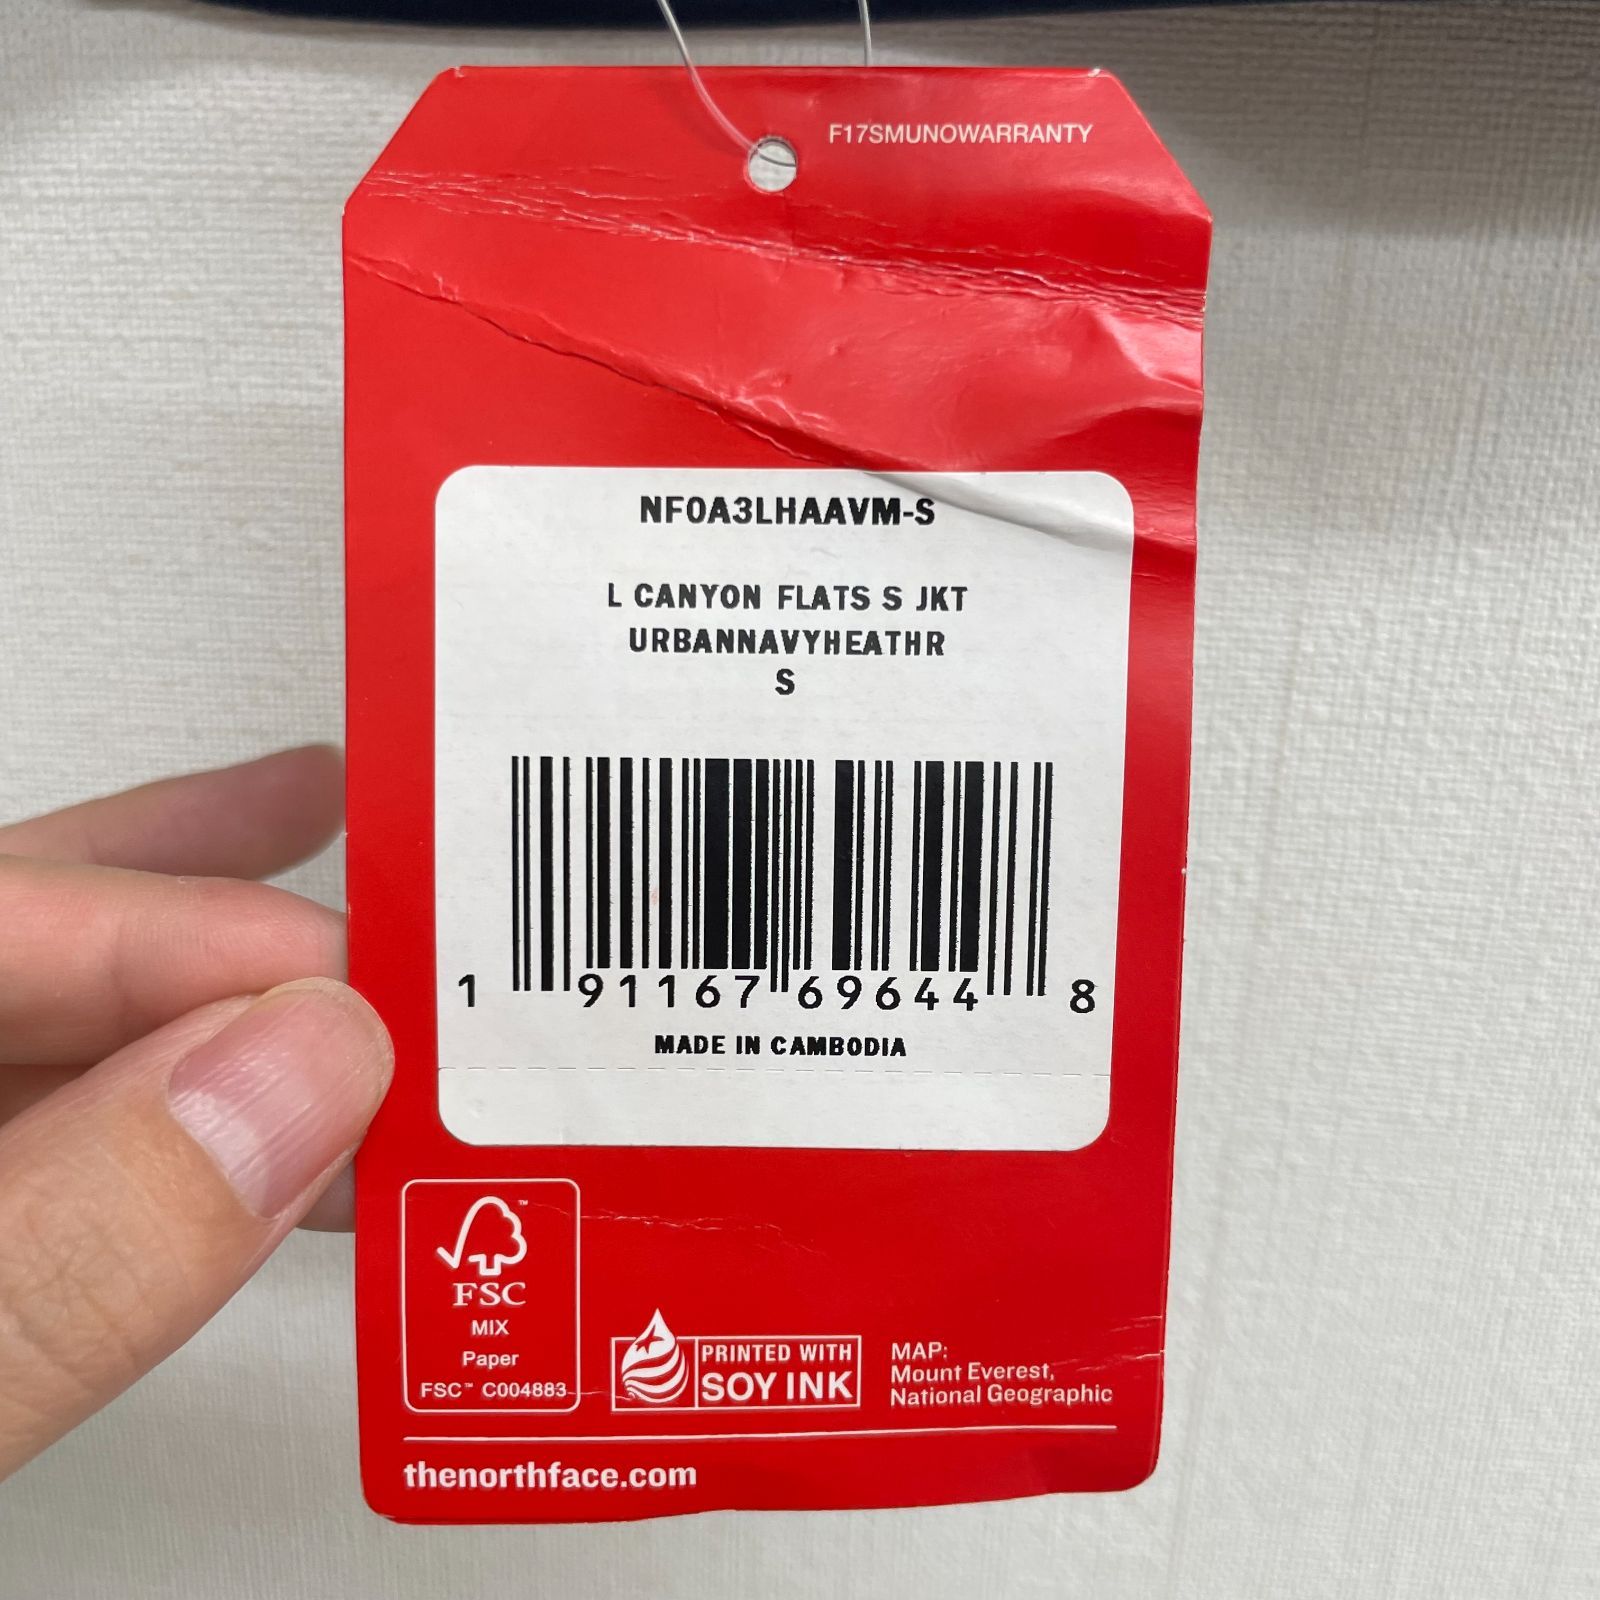 F17SMUNOWARRANTY
NF0A3LHAAVM-S
L CANYON FLATS S JKT
URBANNAVYHEATHR
S
1 91167 69644 8
MADE IN CAMBODIA
FSC
MIX
Paper
FSC™ C004883
PRINTED WITH
SOY INK
MAP:
Mount Everest,
National Geographic
thenorthface.com